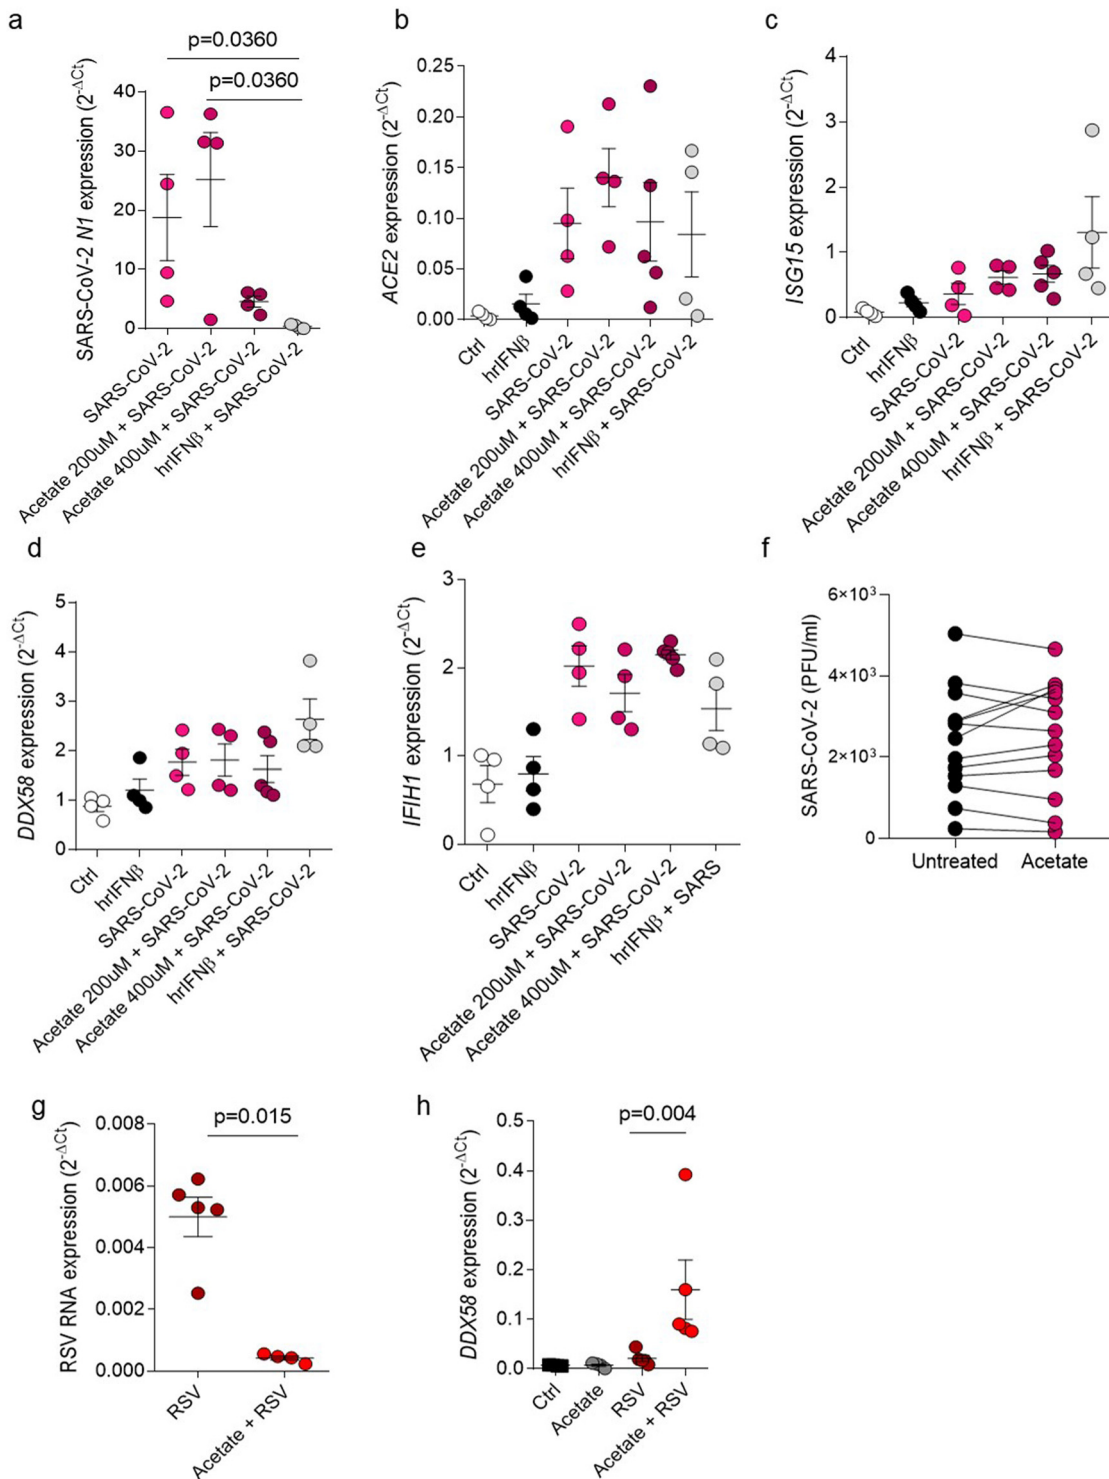 a
p=0.0360
p=0.0360
SARS-CoV-2 N1 expression (2^-ΔCt)
40
30
20
10
0
SARS-CoV-2
Acetate 200uM + SARS-CoV-2
Acetate 400uM + SARS-CoV-2
hrIFNβ + SARS-CoV-2
b
ACE2 expression (2^-ΔCt)
0.25
0.20
0.15
0.10
0.05
0.00
Ctrl
hrIFNβ
SARS-CoV-2
Acetate 200uM + SARS-CoV-2
Acetate 400uM + SARS-CoV-2
hrIFNβ + SARS-CoV-2
c
ISG15 expression (2^-ΔCt)
4
3
2
1
0
Ctrl
hrIFNβ
SARS-CoV-2
Acetate 200uM + SARS-CoV-2
Acetate 400uM + SARS-CoV-2
hrIFNβ + SARS-CoV-2
d
DDX58 expression (2^-ΔCt)
5
4
3
2
1
0
Ctrl
hrIFNβ
SARS-CoV-2
Acetate 200uM + SARS-CoV-2
Acetate 400uM + SARS-CoV-2
hrIFNβ + SARS-CoV-2
e
IFIH1 expression (2^-ΔCt)
3
2
1
0
Ctrl
hrIFNβ
SARS-CoV-2
Acetate 200uM + SARS-CoV-2
Acetate 400uM + SARS-CoV-2
hrIFNβ + SARS
f
SARS-CoV-2 (PFU/ml)
6×10³
4×10³
2×10³
0
Untreated
Acetate
g
p=0.015
RSV RNA expression (2^-ΔCt)
0.008
0.006
0.004
0.002
0.000
RSV
Acetate + RSV
h
p=0.004
DDX58 expression (2^-ΔCt)
0.5
0.4
0.3
0.2
0.1
0.0
Ctrl
Acetate
RSV
Acetate + RSV